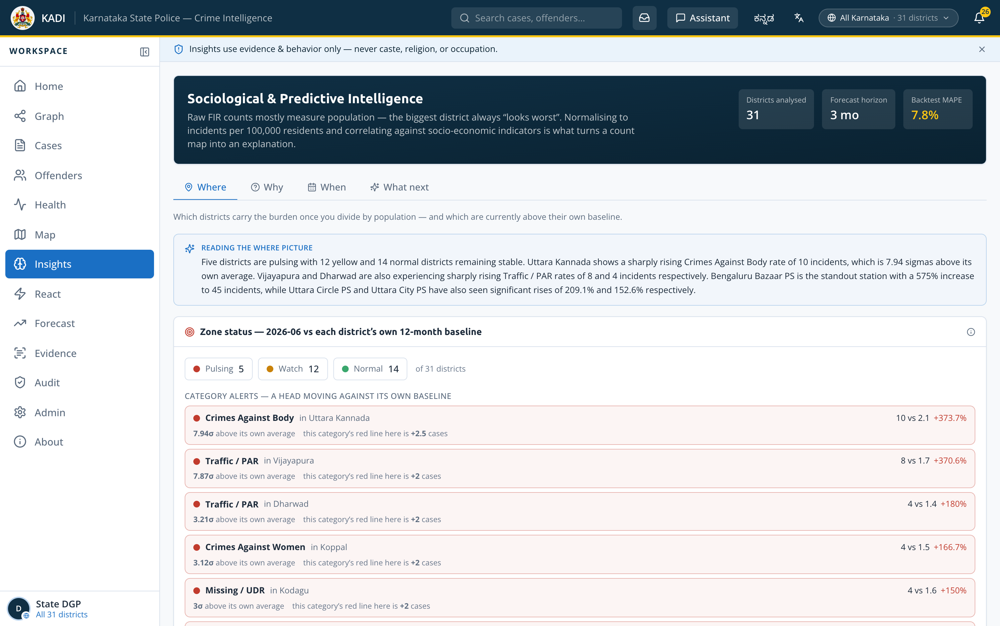 KADI
Karnataka State Police — Crime Intelligence
Search cases, offenders...
Assistant
ಕನ್ನಡ
All Karnataka · 31 districts
26
WORKSPACE
Home
Graph
Cases
Offenders
Health
Map
Insights
React
Forecast
Evidence
Audit
Admin
About
D
State DGP
All 31 districts
Insights use evidence & behavior only — never caste, religion, or occupation.
Sociological & Predictive Intelligence
Raw FIR counts mostly measure population — the biggest district always “looks worst”. Normalising to
incidents per 100,000 residents and correlating against socio-economic indicators is what turns a count
map into an explanation.
Districts analysed
31
Forecast horizon
3 mo
Backtest MAPE
7.8%
Where
Why
When
What next
Which districts carry the burden once you divide by population — and which are currently above their own baseline.
READING THE WHERE PICTURE
Five districts are pulsing with 12 yellow and 14 normal districts remaining stable. Uttara Kannada shows a sharply rising Crimes Against Body rate of 10 incidents, which is 7.94 sigmas above its
own average. Vijayapura and Dharwad are also experiencing sharply rising Traffic / PAR rates of 8 and 4 incidents respectively. Bengaluru Bazaar PS is the standout station with a 575% increase
to 45 incidents, while Uttara Circle PS and Uttara City PS have also seen significant rises of 209.1% and 152.6% respectively.
Zone status — 2026-06 vs each district’s own 12-month baseline
Pulsing 5
Watch 12
Normal 14
of 31 districts
CATEGORY ALERTS — A HEAD MOVING AGAINST ITS OWN BASELINE
Crimes Against Body in Uttara Kannada 10 vs 2.1 +373.7%
7.94σ above its own average this category’s red line here is +2.5 cases
Traffic / PAR in Vijayapura 8 vs 1.7 +370.6%
7.87σ above its own average this category’s red line here is +2 cases
Traffic / PAR in Dharwad 4 vs 1.4 +180%
3.21σ above its own average this category’s red line here is +2 cases
Crimes Against Women in Koppal 4 vs 1.5 +166.7%
3.12σ above its own average this category’s red line here is +2 cases
Missing / UDR in Kodagu 4 vs 1.6 +150%
3σ above its own average this category’s red line here is +2 cases